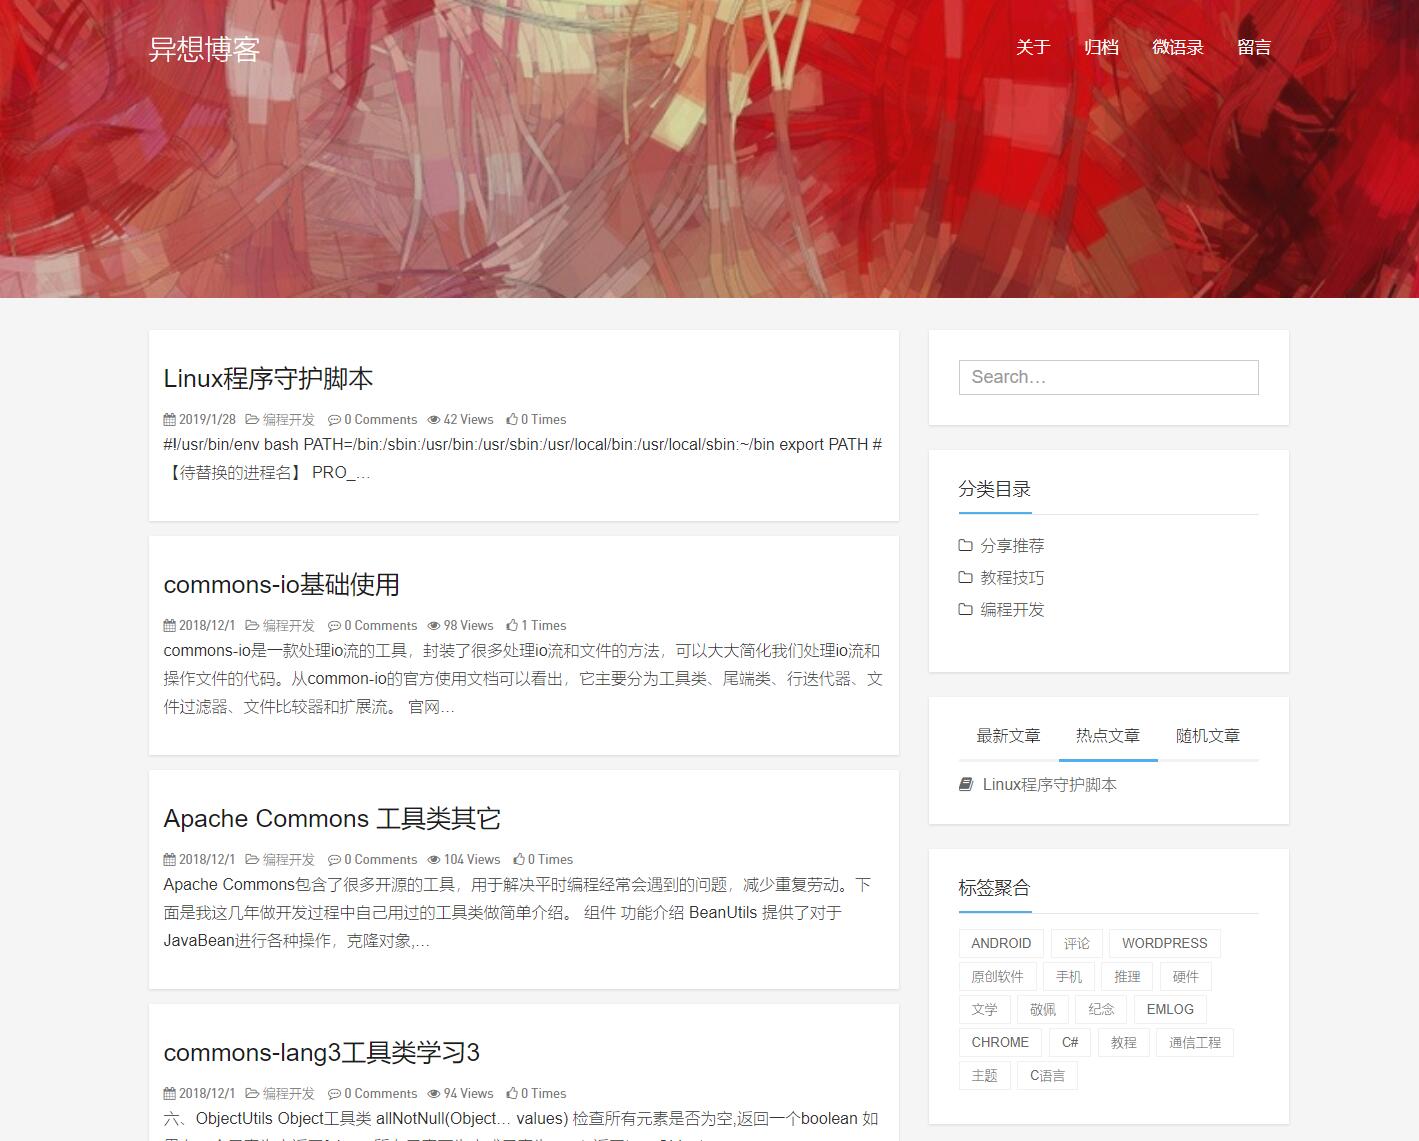 异想博客
关于 归档 微语录 留言
Linux程序守护脚本
2019/1/28 编程开发 0 Comments 42 Views 0 Times
#!/usr/bin/env bash PATH=/bin:/sbin:/usr/bin:/usr/sbin:/usr/local/bin:/usr/local/sbin:~/bin export PATH #
【待替换的进程名】 PRO_…
commons-io基础使用
2018/12/1 编程开发 0 Comments 98 Views 1 Times
commons-io是一款处理io流的工具，封装了很多处理io流和文件的方法，可以大大简化我们处理io流和
操作文件的代码。从common-io的官方使用文档可以看出，它主要分为工具类、尾端类、行迭代器、文
件过滤器、文件比较器和扩展流。 官网…
Apache Commons 工具类其它
2018/12/1 编程开发 0 Comments 104 Views 0 Times
Apache Commons包含了很多开源的工具，用于解决平时编程经常会遇到的问题，减少重复劳动。下
面是我这几年做开发过程中自己用过的工具类做简单介绍。 组件 功能介绍 BeanUtils 提供了对于
JavaBean进行各种操作，克隆对象,…
commons-lang3工具类学习3
2018/12/1 编程开发 0 Comments 94 Views 0 Times
六、ObjectUtils Object工具类 allNotNull(Object… values) 检查所有元素是否为空,返回一个boolean 如
Search…
分类目录
分享推荐
教程技巧
编程开发
最新文章 热点文章 随机文章
Linux程序守护脚本
标签聚合
ANDROID 评论 WORDPRESS
原创软件 手机 推理 硬件
文学 敬佩 纪念 EMLOG
CHROME C# 教程 通信工程
主题 C语言